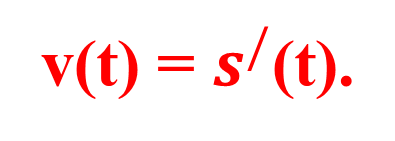 v(t) = s/(t).